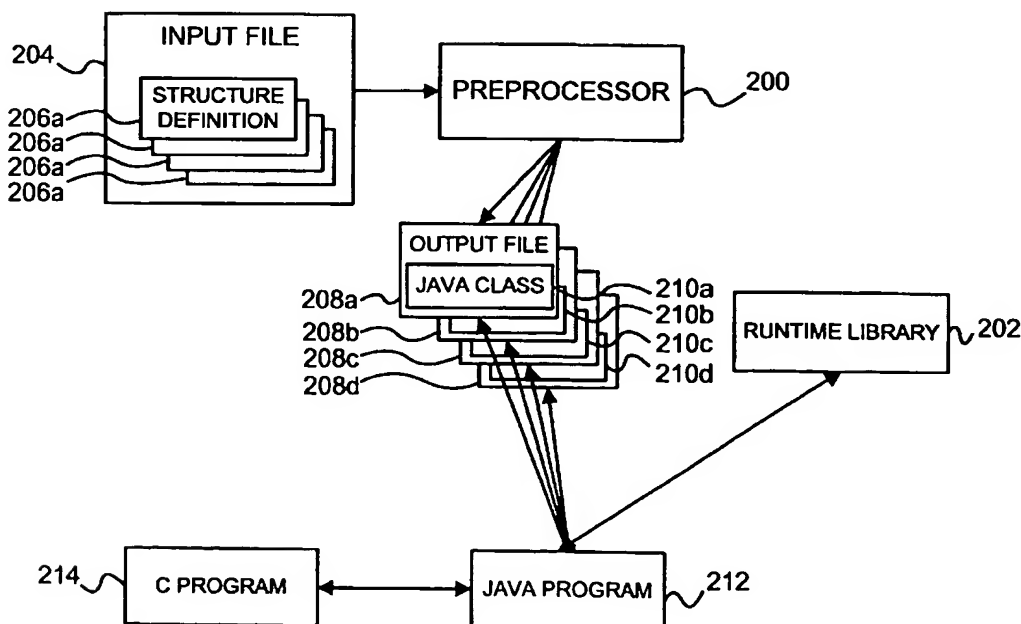 INPUT FILE
204
STRUCTURE
DEFINITION
206a
206a
206a
206a
PREPROCESSOR
200
OUTPUT FILE
JAVA CLASS
208a
208b
208c
208d
210a
210b
210c
210d
RUNTIME LIBRARY
202
214
C PROGRAM
JAVA PROGRAM
212